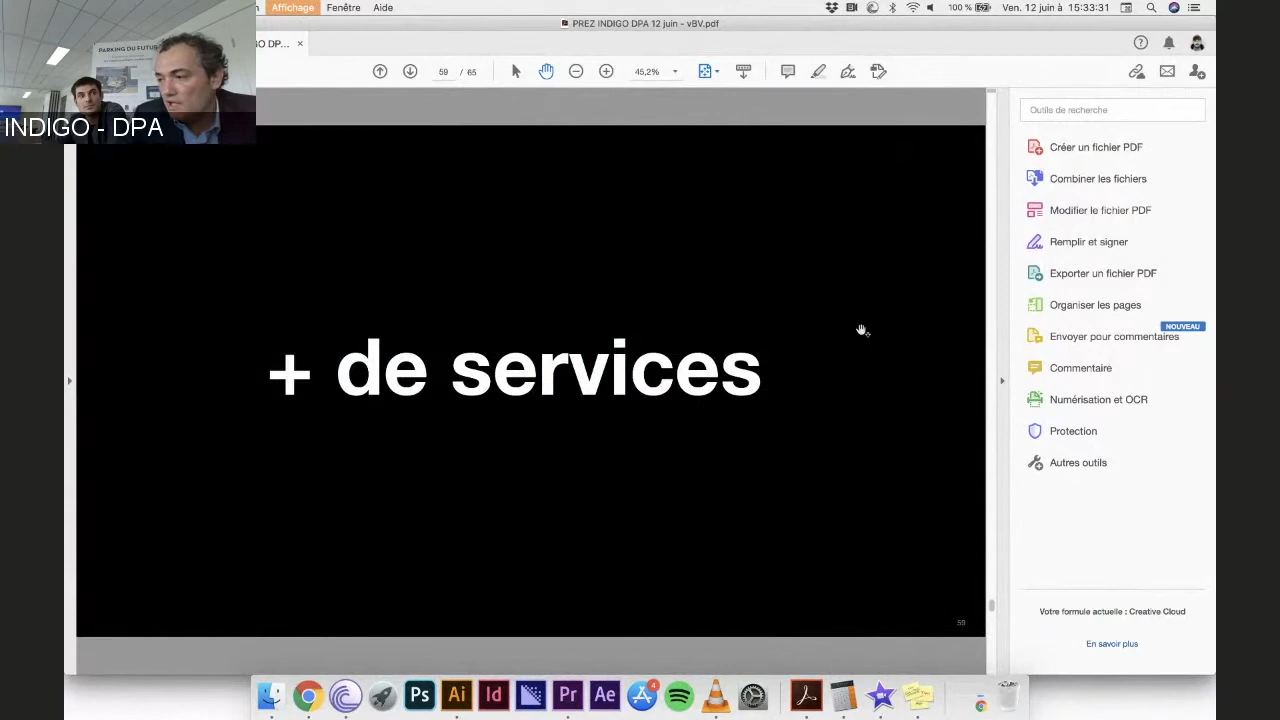 Affichage Fenêtre Aide
100 %
Ven. 12 juin à 15:33:31
PREZ INDIGO DPA 12 juin - vBV.pdf
PARKING DU FUTUR
INDIGO - DPA
GO DP... ×
59 / 65
45,2%
Outils de recherche
Créer un fichier PDF
Combiner les fichiers
Modifier le fichier PDF
Remplir et signer
Exporter un fichier PDF
Organiser les pages
NOUVEAU
Envoyer pour commentaires
Commentaire
Numérisation et OCR
Protection
Autres outils
+ de services
59
Votre formule actuelle : Creative Cloud
En savoir plus
Ps Ai Id Pr Ae 4